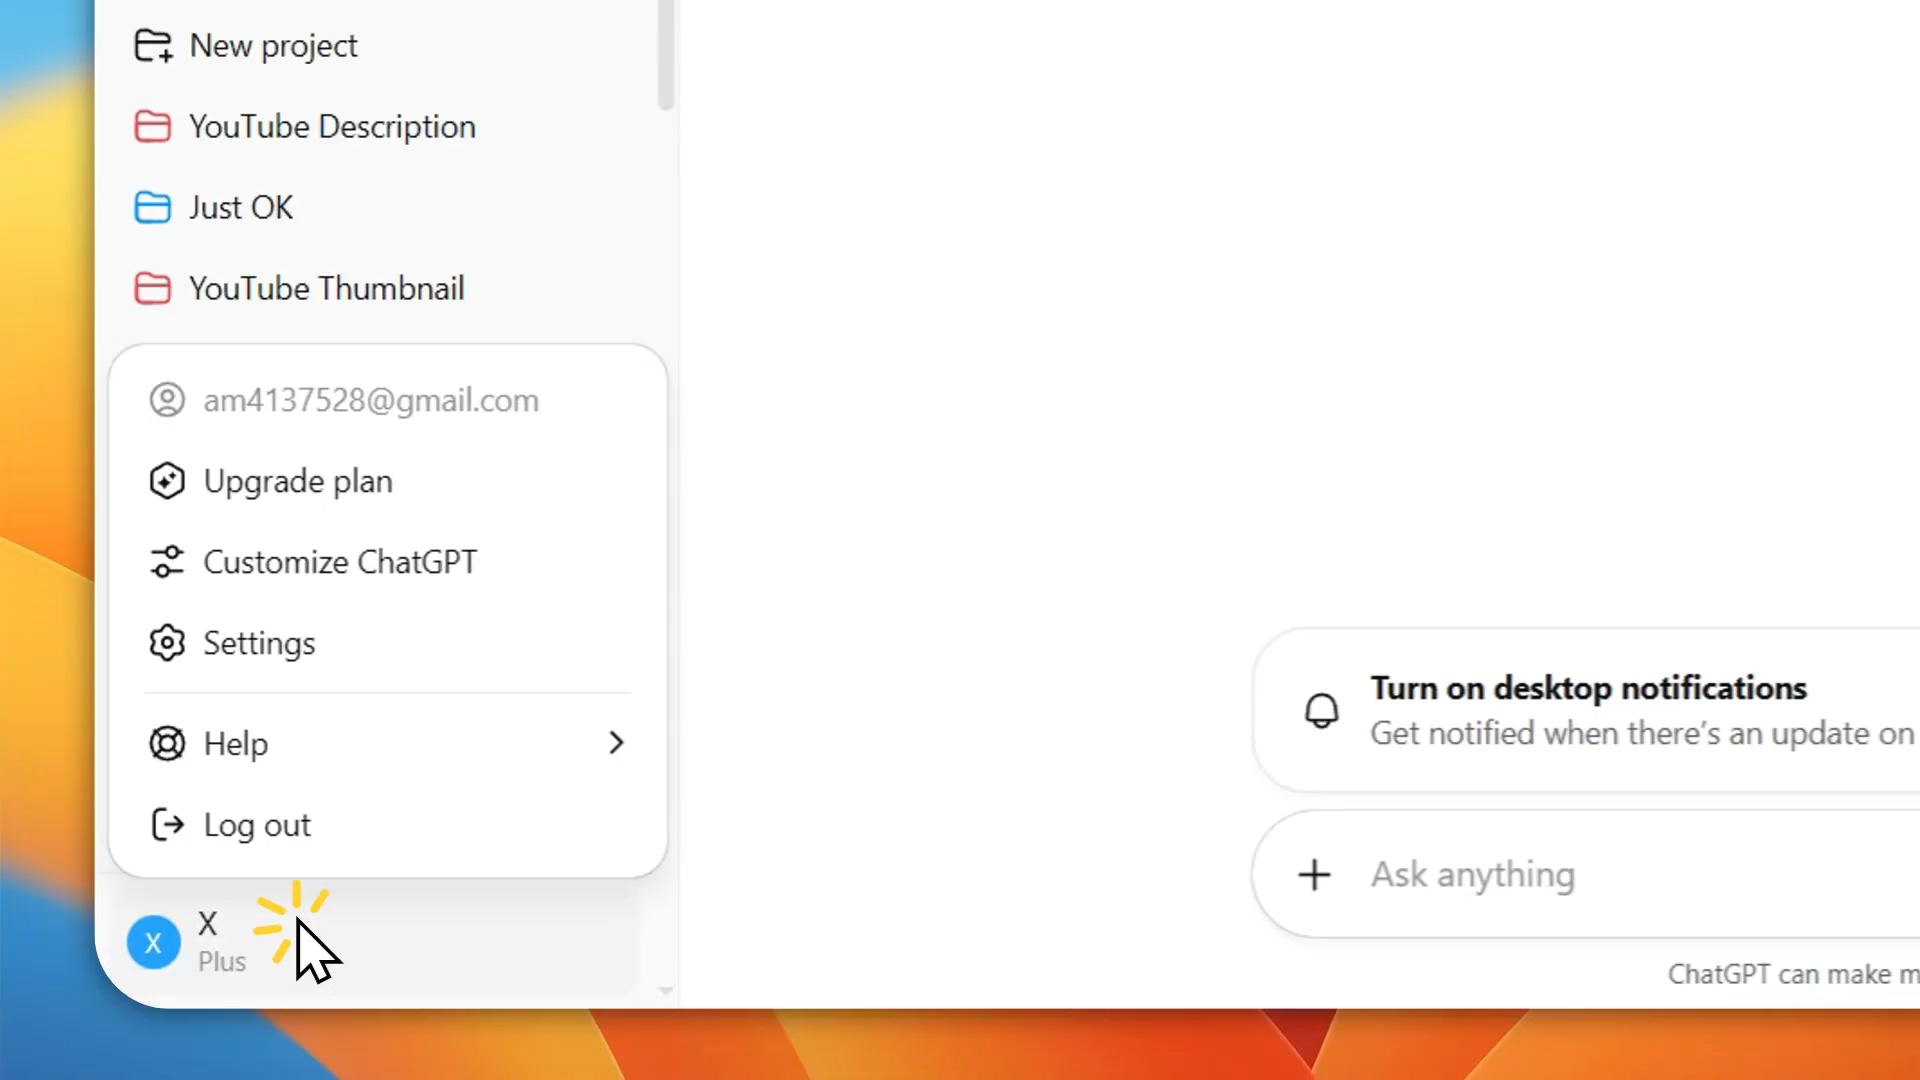 New project
YouTube Description
Just OK
YouTube Thumbnail
am4137528@gmail.com
Upgrade plan
Customize ChatGPT
Settings
Help
Log out
X
X
Plus
Turn on desktop notifications
Get notified when there's an update on
Ask anything
ChatGPT can make m